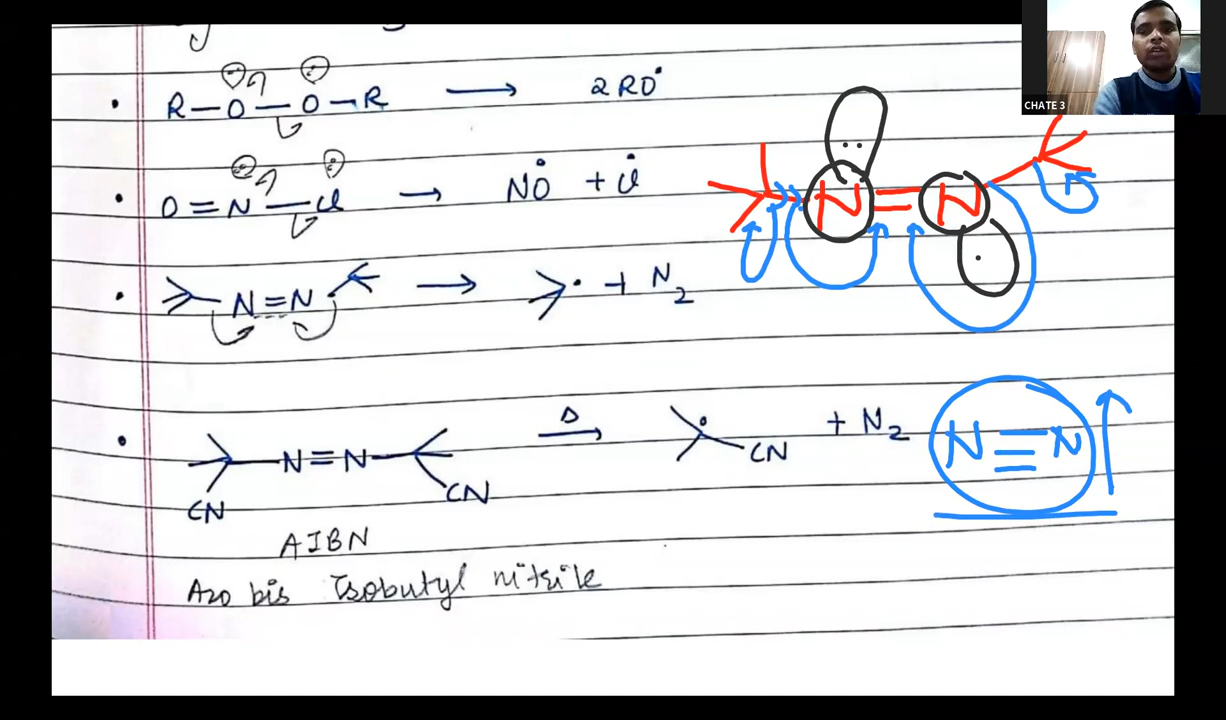 CHATE 3
• R—O—O—R ⟶ 2RO•
• O=N—Cl ⟶ NO• + Cl•
N=N
• N=N ⟶ • + N2
• N=N Δ⟶ • CN + N2 N≡N
CN CN
AIBN
Azo bis Isobutyl nitrile